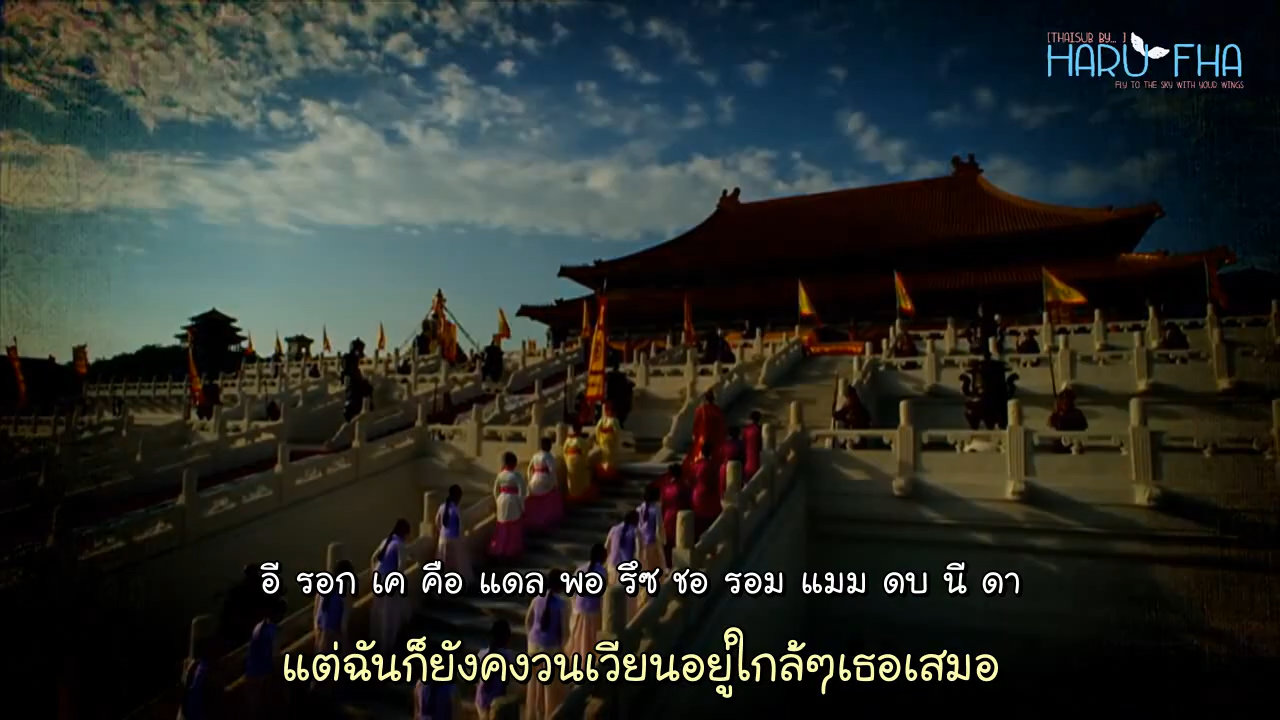 [THAISUB BY... ]
HARU FHA
FLY TO THE SKY WITH YOUR WINGS
อี รอก เค คือ แดล พอ รึซ ชอ รอม แมม ดบ นี ดา
แต่ฉันก็ยังคงวนเวียนอยู่ใกล้ๆเธอเสมอ